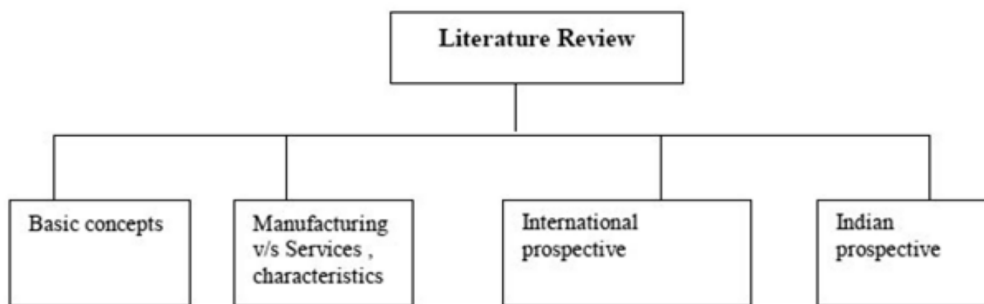 Literature Review
Basic concepts
Manufacturing
v/s Services ,
characteristics
International
prospective
Indian
prospective